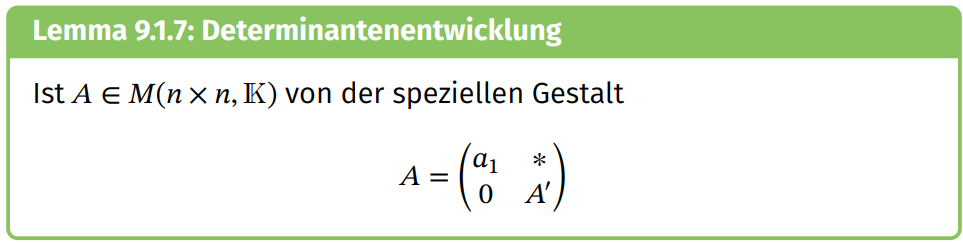 Lemma 9.1.7: Determinantenentwicklung
Ist A ∈ M(n × n, 𝕂) von der speziellen Gestalt
A = (a₁ *
0 A′)